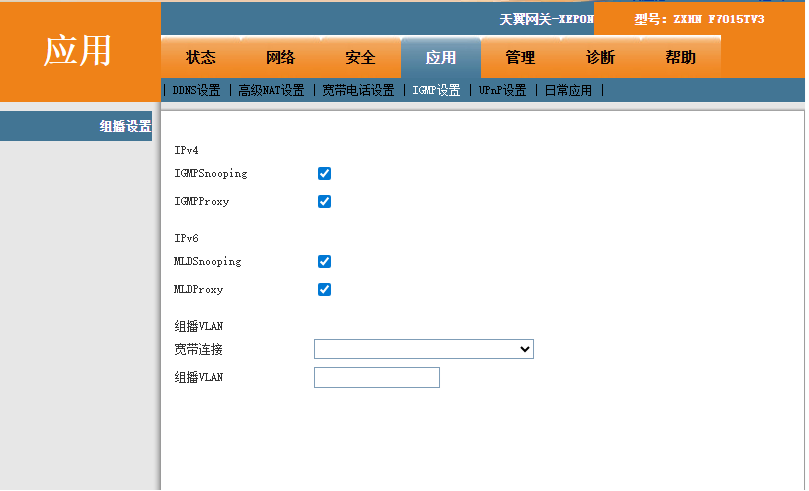 天翼网关-XEPON 型号：ZXHN F7015TV3
应用
状态 网络 安全 应用 管理 诊断 帮助
| DDNS设置 | 高级NAT设置 | 宽带电话设置 | IGMP设置 | UPnP设置 | 日常应用 |
组播设置
IPv4
IGMPSnooping
IGMPProxy
IPv6
MLDSnooping
MLDProxy
组播VLAN
宽带连接
组播VLAN